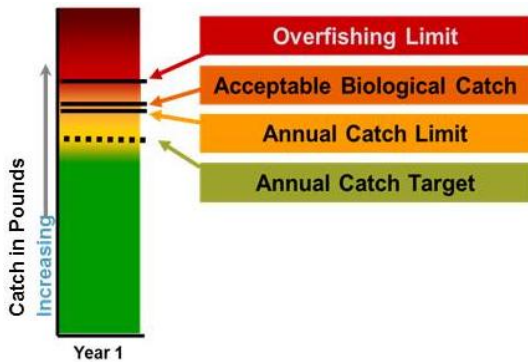 Overfishing Limit
Acceptable Biological Catch
Annual Catch Limit
Annual Catch Target
Catch in Pounds
Increasing
Year 1